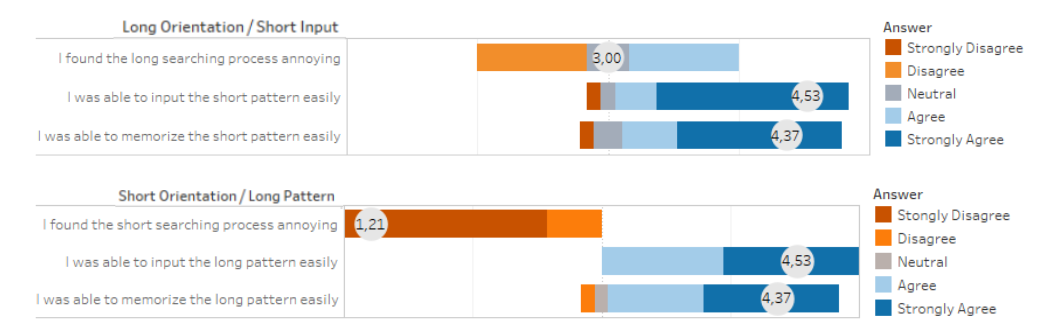 Long Orientation / Short Input
Answer
I found the long searching process annoying
3,00
Strongly Disagree
Disagree
I was able to input the short pattern easily
4,53
Neutral
Agree
I was able to memorize the short pattern easily
4,37
Strongly Agree
Short Orientation / Long Pattern
Answer
I found the short searching process annoying
1,21
Stongly Disagree
Disagree
I was able to input the long pattern easily
4,53
Neutral
Agree
I was able to memorize the long pattern easily
4,37
Strongly Agree